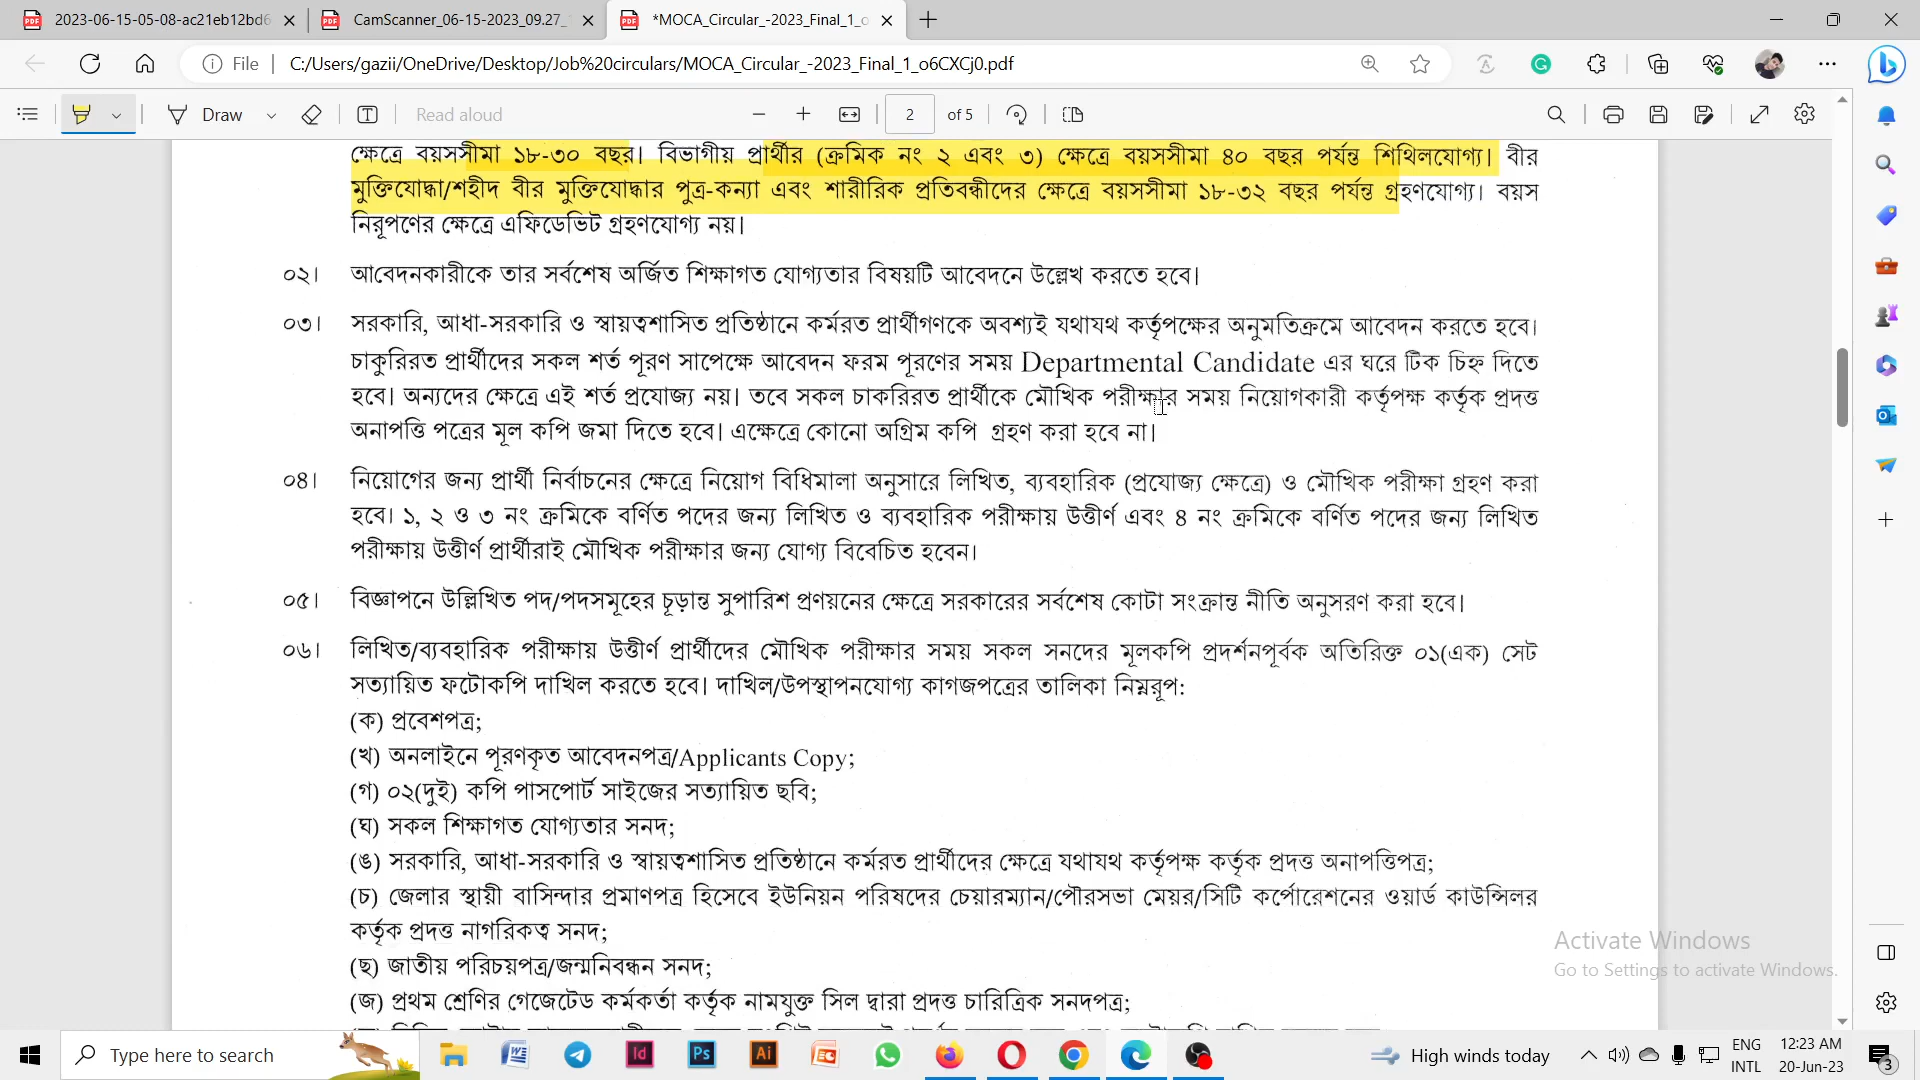 2023-06-15-05-08-ac21eb12bd6
CamScanner_06-15-2023_09.27_
*MOCA_Circular_-2023_Final_1_o
File
C:/Users/gazii/OneDrive/Desktop/Job%20circulars/MOCA_Circular_-2023_Final_1_o6CXCj0.pdf
Draw
Read aloud
2 of 5
ক্ষেত্রে বয়সসীমা ১৮-৩০ বছর। বিভাগীয় প্রার্থীর (ক্রমিক নং ২ এবং ৩) ক্ষেত্রে বয়সসীমা ৪০ বছর পর্যন্ত শিথিলযোগ্য। বীর
মুক্তিযোদ্ধা/শহীদ বীর মুক্তিযোদ্ধার পুত্র-কন্যা এবং শারীরিক প্রতিবন্ধীদের ক্ষেত্রে বয়সসীমা ১৮-৩২ বছর পর্যন্ত গ্রহণযোগ্য। বয়স
নিরূপণের ক্ষেত্রে এফিডেভিট গ্রহণযোগ্য নয়।
০২। আবেদনকারীকে তার সর্বশেষ অর্জিত শিক্ষাগত যোগ্যতার বিষয়টি আবেদনে উল্লেখ করতে হবে।
০৩। সরকারি, আধা-সরকারি ও স্বায়ত্বশাসিত প্রতিষ্ঠানে কর্মরত প্রার্থীগণকে অবশ্যই যথাযথ কর্তৃপক্ষের অনুমতিক্রমে আবেদন করতে হবে।
চাকুরিরত প্রার্থীদের সকল শর্ত পূরণ সাপেক্ষে আবেদন ফরম পূরণের সময় Departmental Candidate এর ঘরে টিক চিহ্ন দিতে
হবে। অন্যদের ক্ষেত্রে এই শর্ত প্রযোজ্য নয়। তবে সকল চাকরিরত প্রার্থীকে মৌখিক পরীক্ষার সময় নিয়োগকারী কর্তৃপক্ষ কর্তৃক প্রদত্ত
অনাপত্তি পত্রের মূল কপি জমা দিতে হবে। এক্ষেত্রে কোনো অগ্রিম কপি গ্রহণ করা হবে না।
০৪। নিয়োগের জন্য প্রার্থী নির্বাচনের ক্ষেত্রে নিয়োগ বিধিমালা অনুসারে লিখিত, ব্যবহারিক (প্রযোজ্য ক্ষেত্রে) ও মৌখিক পরীক্ষা গ্রহণ করা
হবে। ১, ২ ও ৩ নং ক্রমিকে বর্ণিত পদের জন্য লিখিত ও ব্যবহারিক পরীক্ষায় উত্তীর্ণ এবং ৪ নং ক্রমিকে বর্ণিত পদের জন্য লিখিত
পরীক্ষায় উত্তীর্ণ প্রার্থীরাই মৌখিক পরীক্ষার জন্য যোগ্য বিবেচিত হবেন।
০৫। বিজ্ঞাপনে উল্লিখিত পদ/পদসমূহের চূড়ান্ত সুপারিশ প্রণয়নের ক্ষেত্রে সরকারের সর্বশেষ কোটা সংক্রান্ত নীতি অনুসরণ করা হবে।
০৬। লিখিত/ব্যবহারিক পরীক্ষায় উত্তীর্ণ প্রার্থীদের মৌখিক পরীক্ষার সময় সকল সনদের মূলকপি প্রদর্শনপূর্বক অতিরিক্ত ০১(এক) সেট
সত্যায়িত ফটোকপি দাখিল করতে হবে। দাখিল/উপস্থাপনযোগ্য কাগজপত্রের তালিকা নিম্নরূপ:
(ক) প্রবেশপত্র;
(খ) অনলাইনে পূরণকৃত আবেদনপত্র/Applicants Copy;
(গ) ০২(দুই) কপি পাসপোর্ট সাইজের সত্যায়িত ছবি;
(ঘ) সকল শিক্ষাগত যোগ্যতার সনদ;
(ঙ) সরকারি, আধা-সরকারি ও স্বায়ত্বশাসিত প্রতিষ্ঠানে কর্মরত প্রার্থীদের ক্ষেত্রে যথাযথ কর্তৃপক্ষ কর্তৃক প্রদত্ত অনাপত্তিপত্র;
(চ) জেলার স্থায়ী বাসিন্দার প্রমাণপত্র হিসেবে ইউনিয়ন পরিষদের চেয়ারম্যান/পৌরসভা মেয়র/সিটি কর্পোরেশনের ওয়ার্ড কাউন্সিলর
কর্তৃক প্রদত্ত নাগরিকত্ব সনদ;
(ছ) জাতীয় পরিচয়পত্র/জন্মনিবন্ধন সনদ;
(জ) প্রথম শ্রেণির গেজেটেড কর্মকর্তা কর্তৃক নামযুক্ত সিল দ্বারা প্রদত্ত চারিত্রিক সনদপত্র;
Activate Windows
Go to Settings to activate Windows.
Type here to search
High winds today
ENG
INTL
12:23 AM
20-Jun-23
3